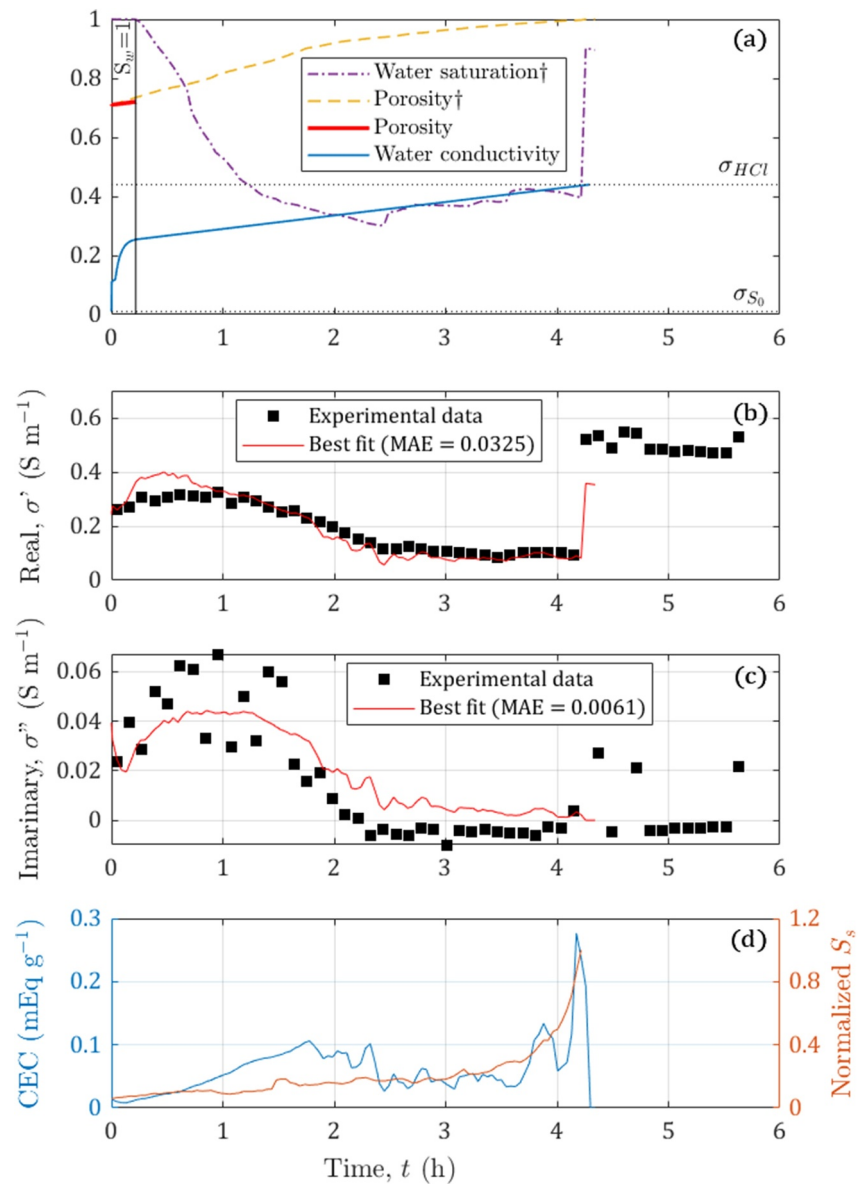 1
(a)
S_w=1
Water saturation†
Porosity†
Porosity
Water conductivity
0.8
0.6
σ_HCl
0.4
0.2
σ_S₀
0
0 1 2 3 4 5 6
Real, σ' (S m⁻¹)
(b)
Experimental data
Best fit (MAE = 0.0325)
0.6
0.4
0.2
0
0 1 2 3 4 5 6
Imarinary, σ" (S m⁻¹)
(c)
Experimental data
Best fit (MAE = 0.0061)
0.06
0.04
0.02
0
0 1 2 3 4 5 6
CEC (mEq g⁻¹)
(d)
0.3 1.2
0.2 0.8
0.1 0.4
0 0
Normalized S_s
0 1 2 3 4 5 6
Time, t (h)